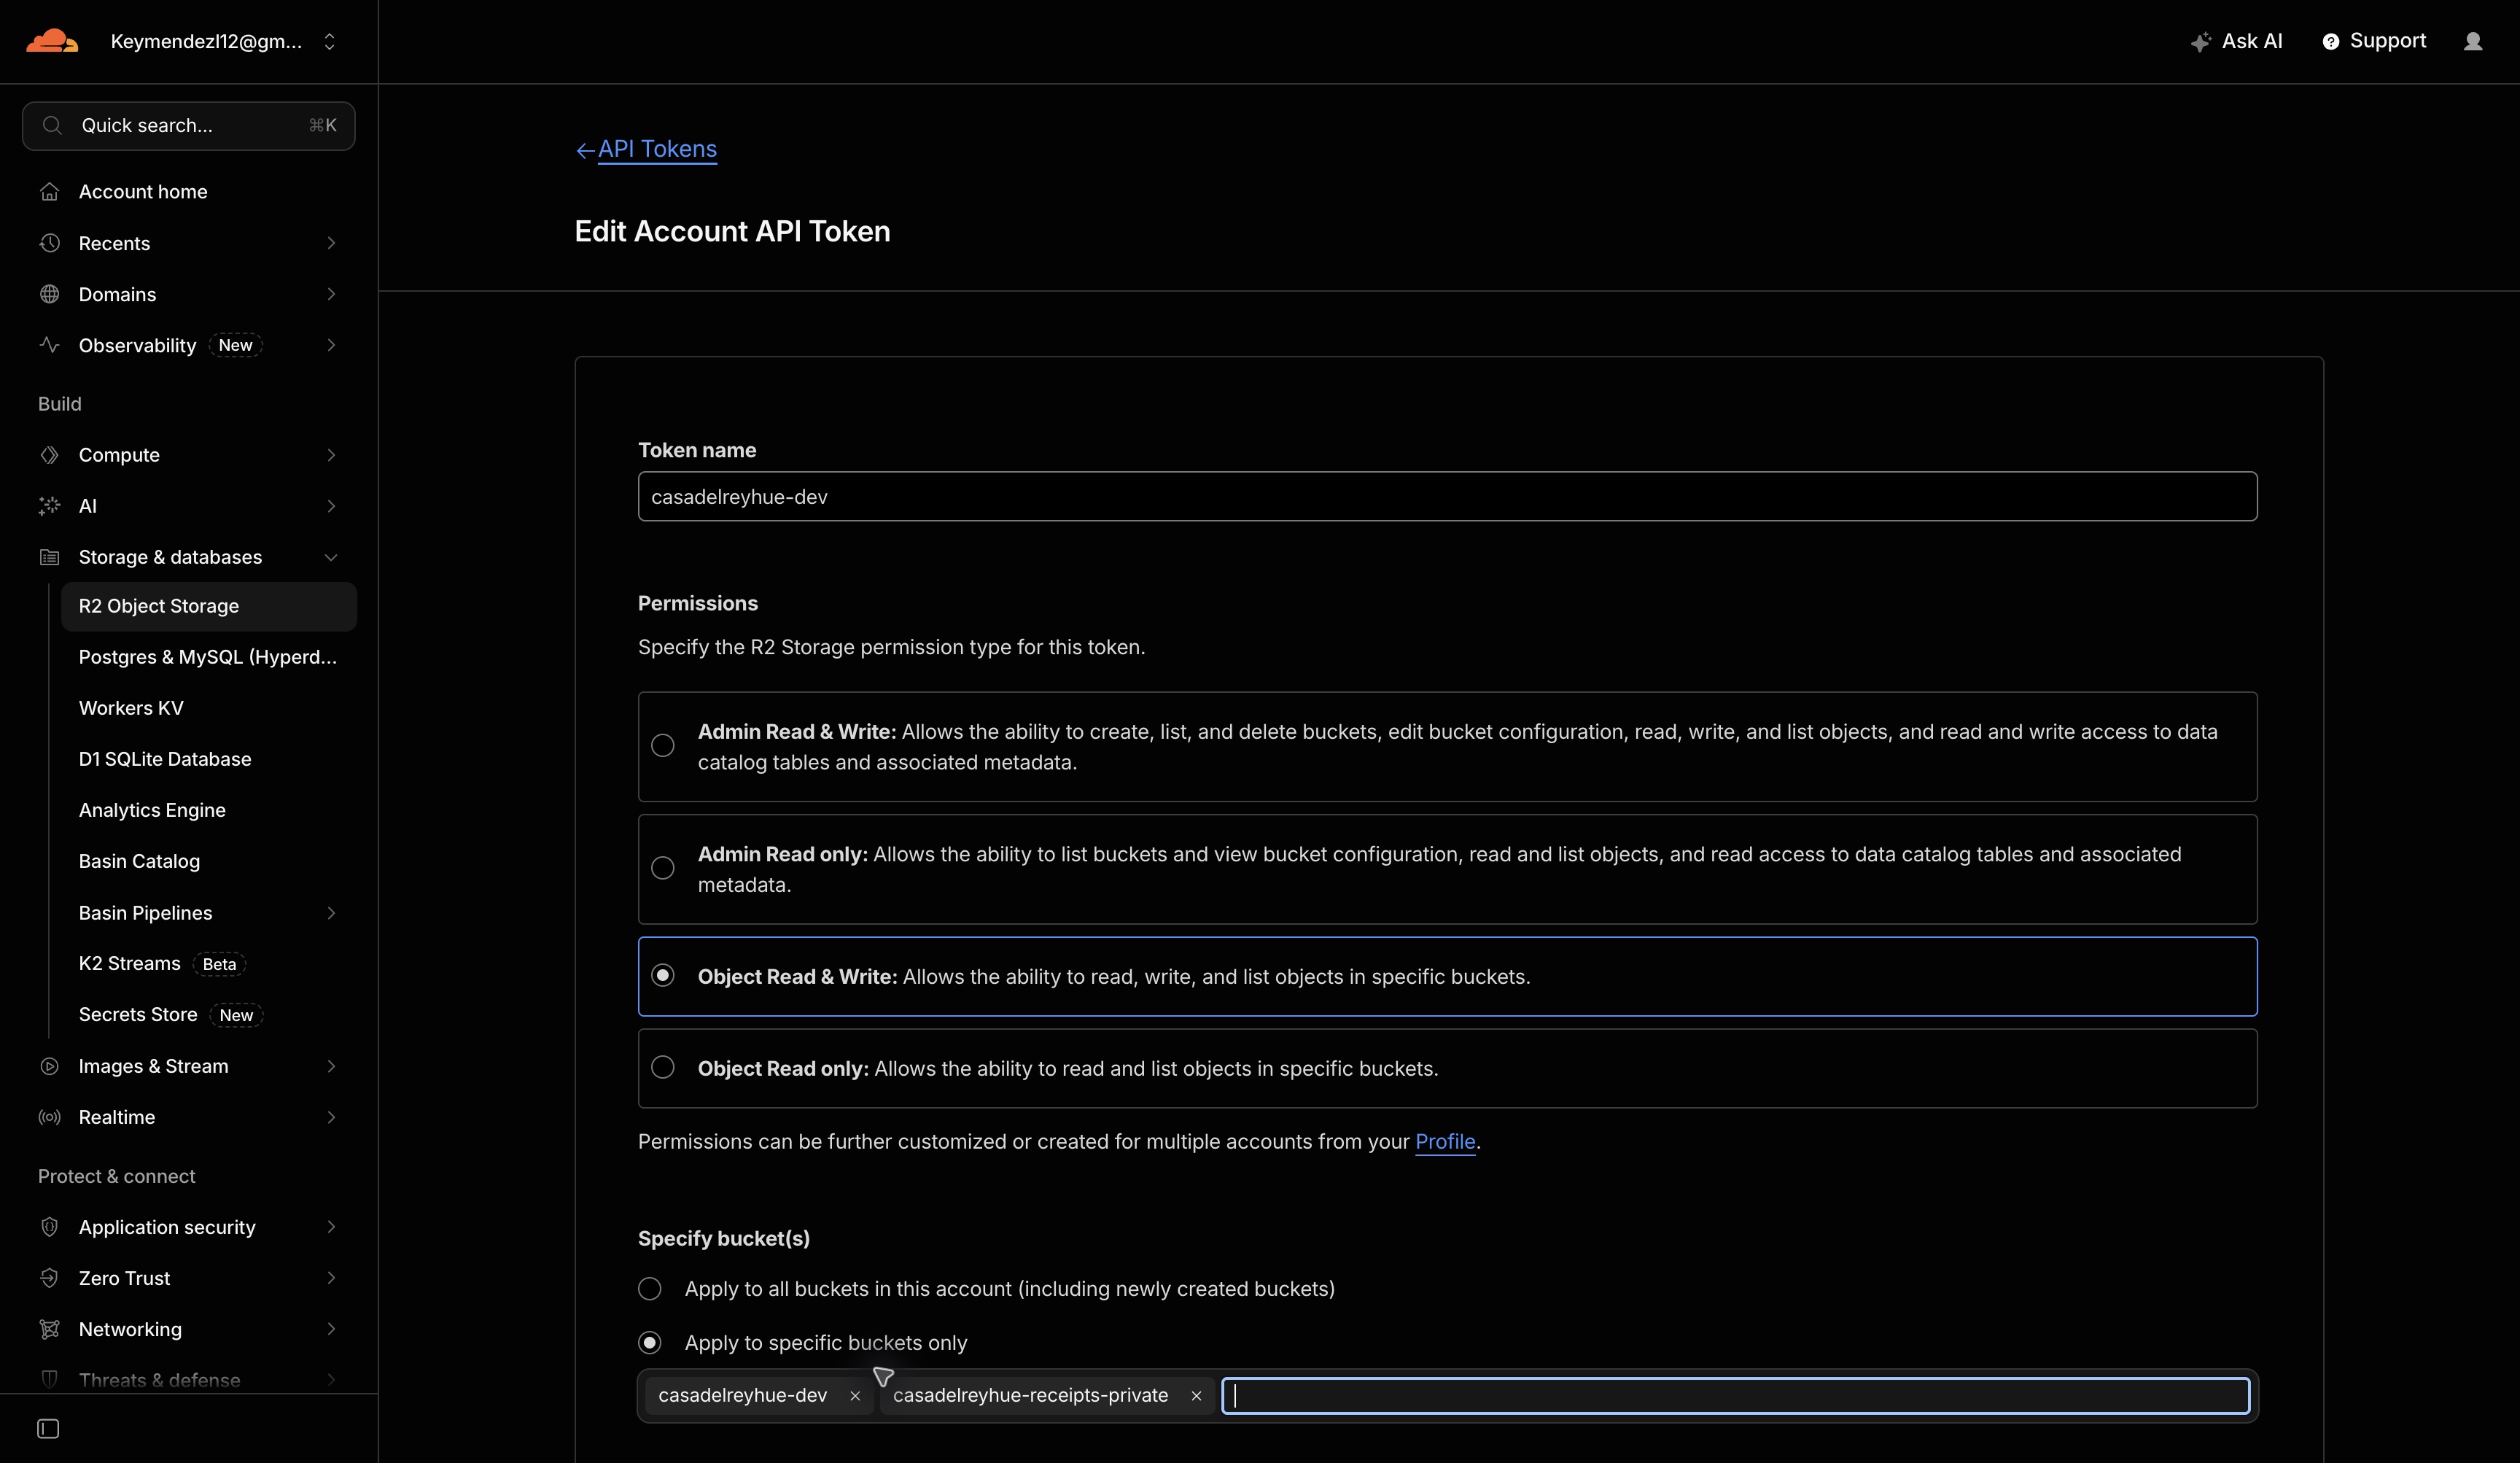 Keymendezl12@gm...
Ask AI
Support
Quick search...
⌘K
Account home
Recents
Domains
Observability New
Build
Compute
AI
Storage & databases
R2 Object Storage
Postgres & MySQL (Hyperd...
Workers KV
D1 SQLite Database
Analytics Engine
Basin Catalog
Basin Pipelines
K2 Streams Beta
Secrets Store New
Images & Stream
Realtime
Protect & connect
Application security
Zero Trust
Networking
Threats & defense
API Tokens
Edit Account API Token
Token name
casadelreyhue-dev
Permissions
Specify the R2 Storage permission type for this token.
Admin Read & Write: Allows the ability to create, list, and delete buckets, edit bucket configuration, read, write, and list objects, and read and write access to data
catalog tables and associated metadata.
Admin Read only: Allows the ability to list buckets and view bucket configuration, read and list objects, and read access to data catalog tables and associated
metadata.
Object Read & Write: Allows the ability to read, write, and list objects in specific buckets.
Object Read only: Allows the ability to read and list objects in specific buckets.
Permissions can be further customized or created for multiple accounts from your Profile.
Specify bucket(s)
Apply to all buckets in this account (including newly created buckets)
Apply to specific buckets only
casadelreyhue-dev × casadelreyhue-receipts-private ×